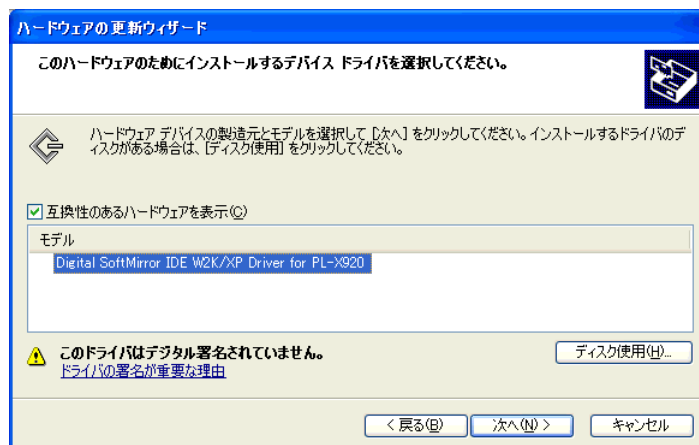 ハードウェアの更新ウィザード
このハードウェアのためにインストールするデバイス ドライバを選択してください。
ハードウェア デバイスの製造元とモデルを選択して [次へ] をクリックしてください。インストールするドライバのデ
ィスクがある場合は、[ディスク使用] をクリックしてください。
互換性のあるハードウェアを表示(C)
モデル
Digital SoftMirror IDE W2K/XP Driver for PL-X920
このドライバはデジタル署名されていません。
ディスク使用(H)...
ドライバの署名が重要な理由
< 戻る(B)
次へ(N) >
キャンセル